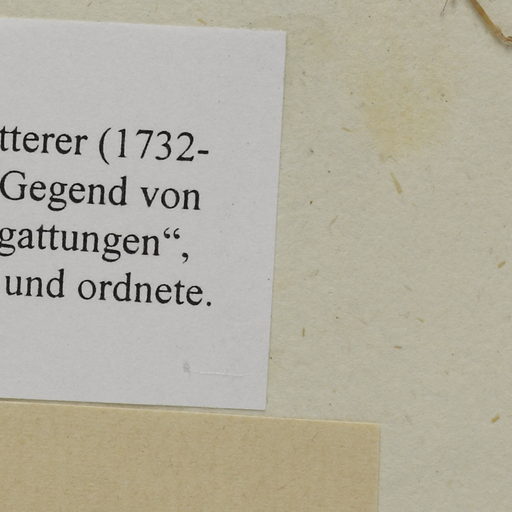 tterer (1732-
Gegend von
gattungen“,
und ordnete.